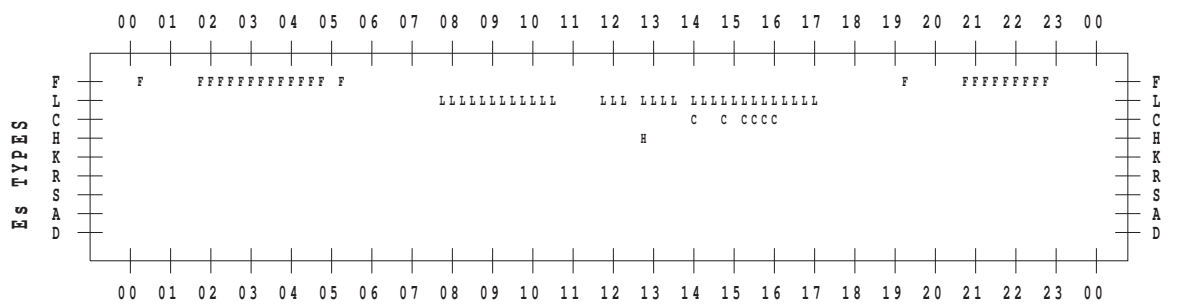 00 01 02 03 04 05 06 07 08 09 10 11 12 13 14 15 16 17 18 19 20 21 22 23 00
Es TYPES
F F FFFFFFFFFFFFF F F FFFFFFFFF F
L LLLLLLLLLLLL LLL LLLL LLLLLLLLLLLLL L
C C C CCCC C
H H H
K K
R R
S S
A A
D D
00 01 02 03 04 05 06 07 08 09 10 11 12 13 14 15 16 17 18 19 20 21 22 23 00